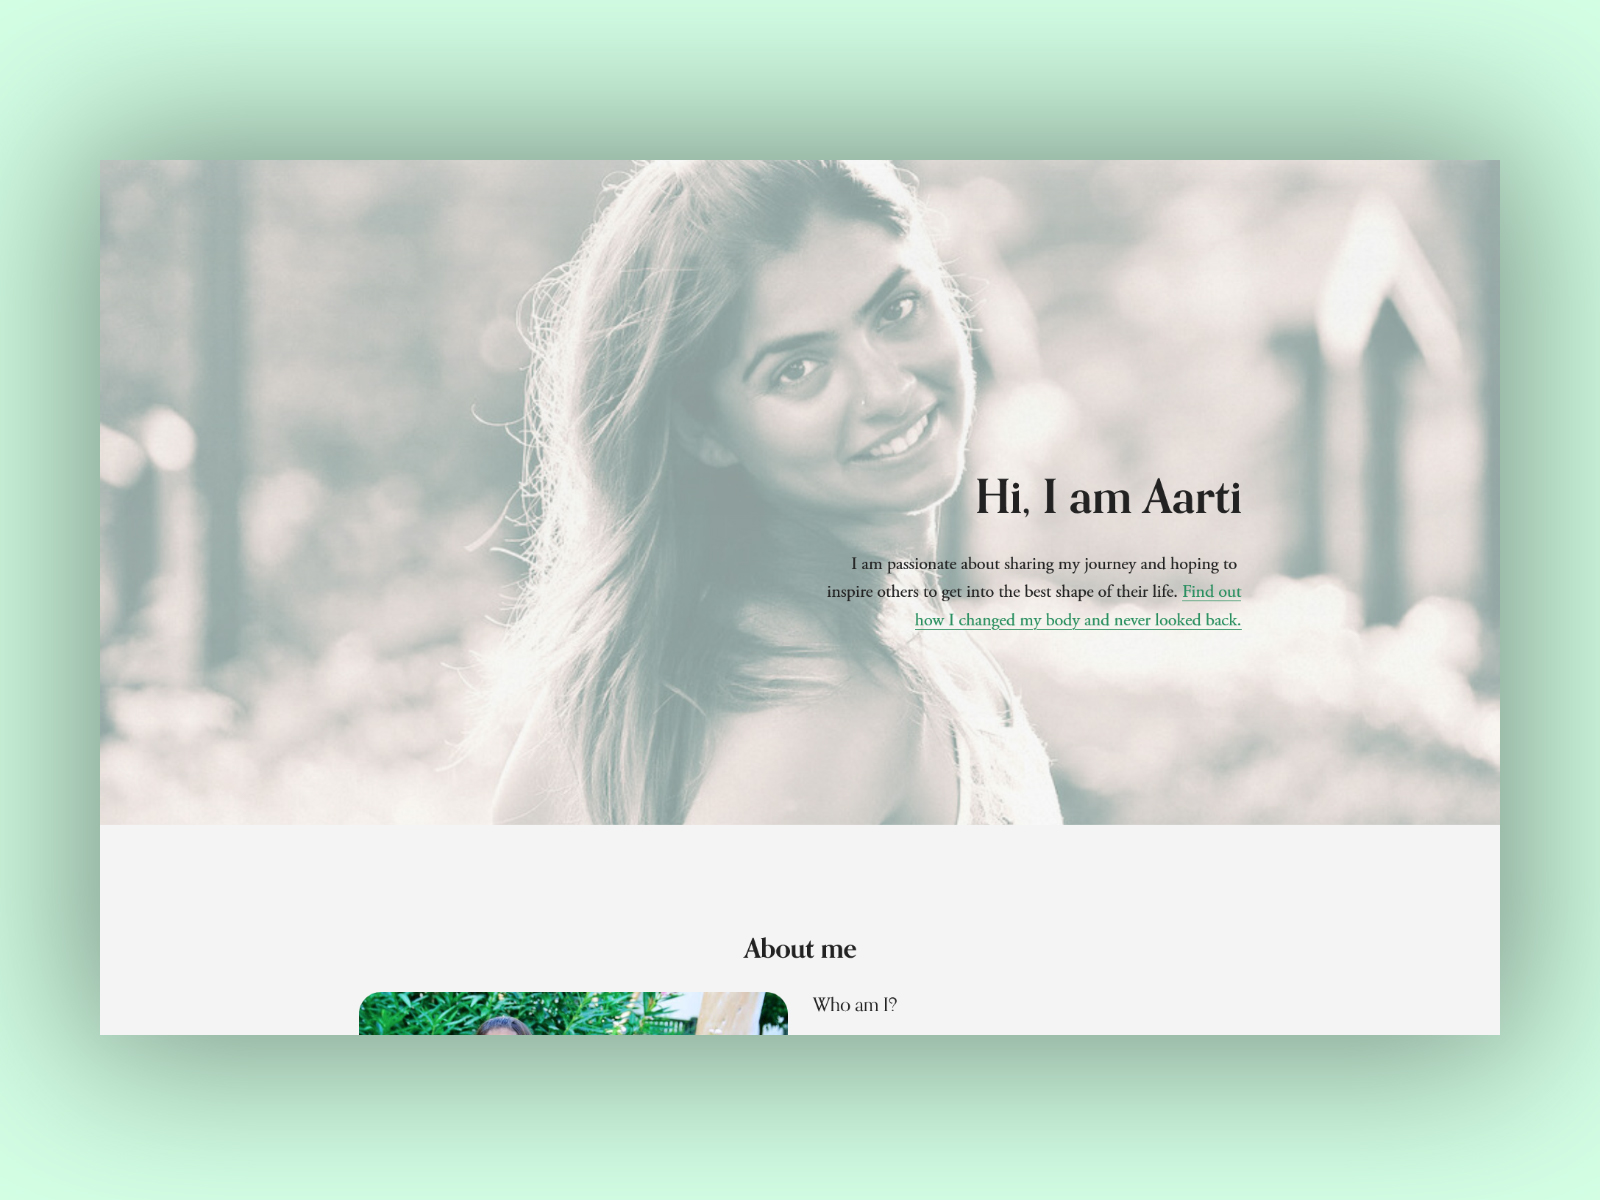 Hi, I am Aarti
I am passionate about sharing my journey and hoping to
inspire others to get into the best shape of their life. Find out
how I changed my body and never looked back.
About me
Who am I?